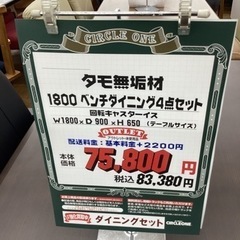 CIRCLE ONE
タモ無垢材
1800 ベンチダイニング4点セット
回転キャスターイス
W1800×D 900×H 650 (テーブルサイズ)
OUTLET
配送料金:基本料金+2200円
本体
価格
75,800円
税込 83,380円
ダイニングセット
CIRCLEONE